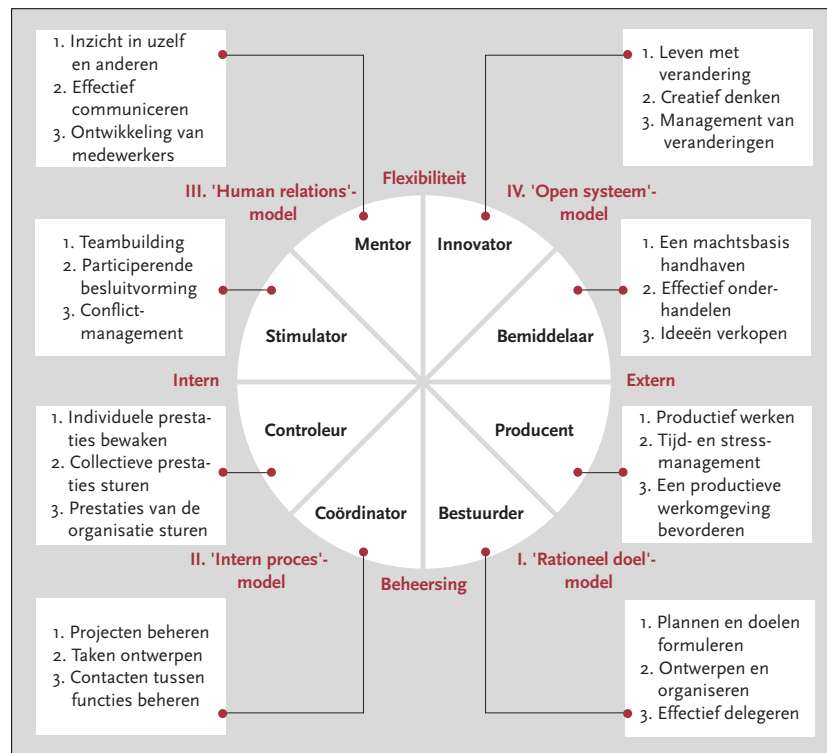 1. Inzicht in uzelf
en anderen
2. Effectief
communiceren
3. Ontwikkeling van
medewerkers
1. Leven met
verandering
2. Creatief denken
3. Management van
veranderingen
Flexibiliteit
III. 'Human relations'-
model
IV. 'Open systeem'-
model
Mentor
Innovator
1. Teambuilding
2. Participerende
besluitvorming
3. Conflict-
management
Stimulator
Bemiddelaar
1. Een machtsbasis
handhaven
2. Effectief onder-
handelen
3. Ideeën verkopen
Intern
Extern
1. Individuele presta-
ties bewaken
2. Collectieve presta-
ties sturen
3. Prestaties van de
organisatie sturen
Controleur
Producent
1. Productief werken
2. Tijd- en stress-
management
3. Een productieve
werkomgeving
bevorderen
Coördinator
Bestuurder
II. 'Intern proces'-
model
Beheersing
I. 'Rationeel doel'-
model
1. Projecten beheren
2. Taken ontwerpen
3. Contacten tussen
functies beheren
1. Plannen en doelen
formuleren
2. Ontwerpen en
organiseren
3. Effectief delegeren